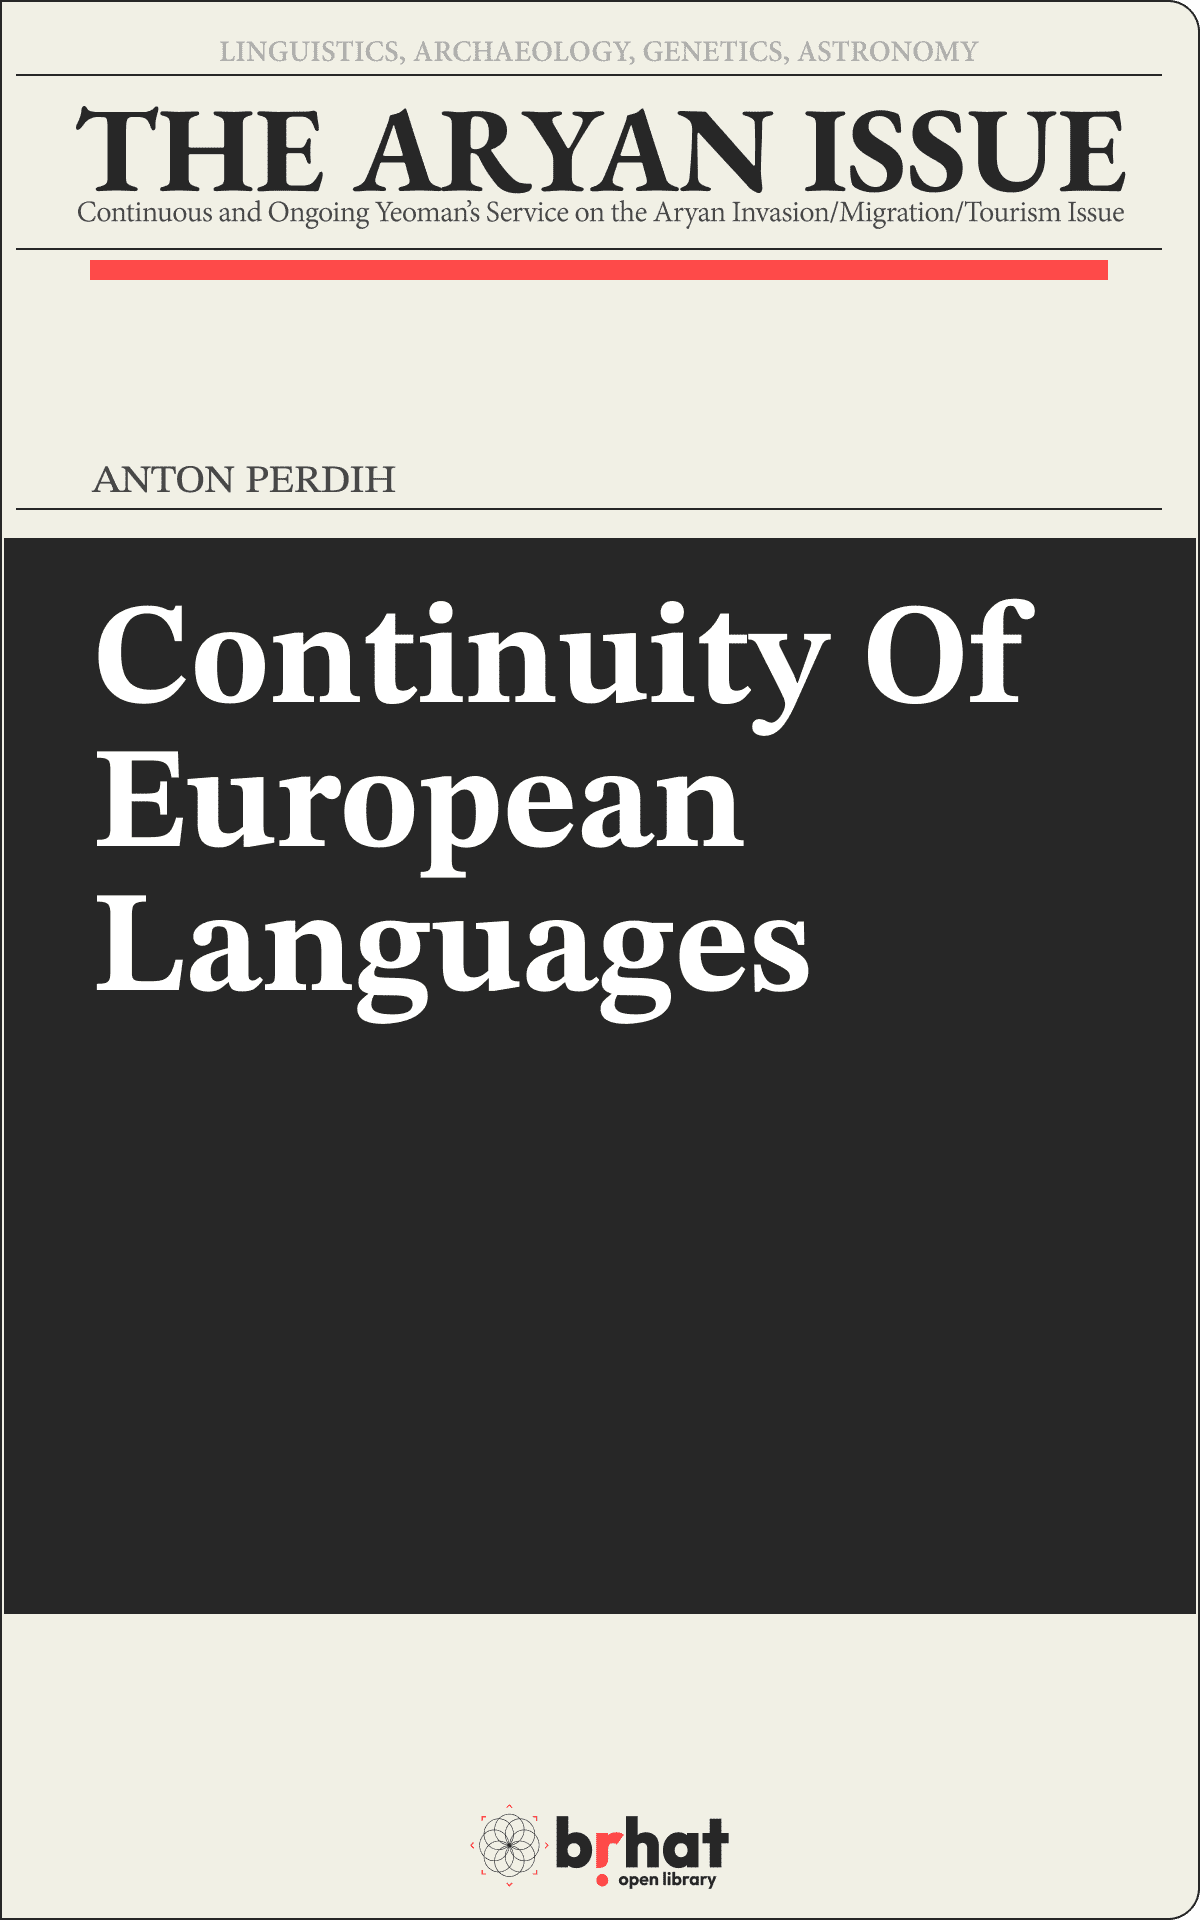 LINGUISTICS, ARCHAEOLOGY, GENETICS, ASTRONOMY
THE ARYAN ISSUE
Continuous and Ongoing Yeoman's Service on the Aryan Invasion/Migration/Tourism Issue
ANTON PERDIH
Continuity Of
European
Languages
bṛhat
open library